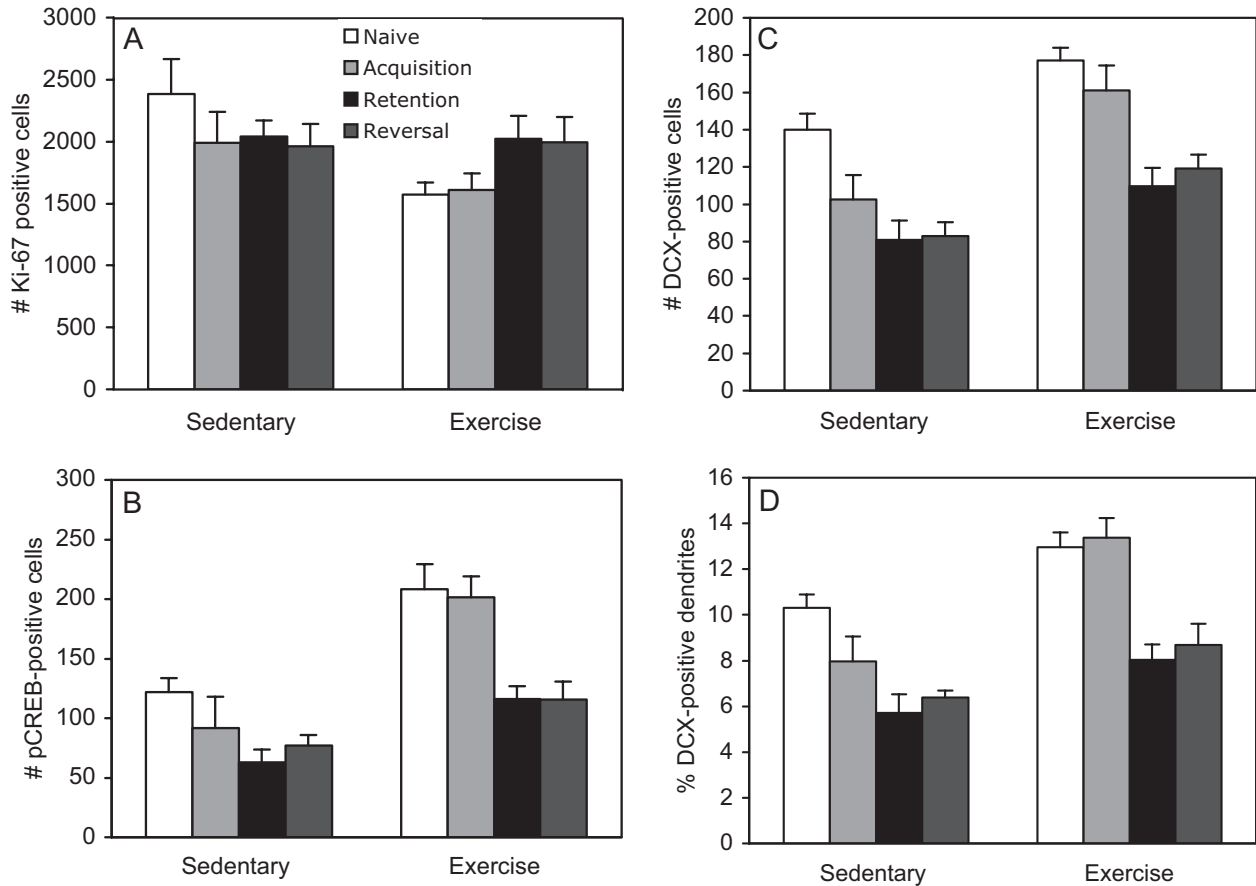 A
# Ki-67 positive cells
3000
2500
2000
1500
1000
500
0
Naive
Acquisition
Retention
Reversal
Sedentary
Exercise
B
# pCREB-positive cells
300
250
200
150
100
50
0
Sedentary
Exercise
C
# DCX-positive cells
200
180
160
140
120
100
80
60
40
20
0
Sedentary
Exercise
D
% DCX-positive dendrites
16
14
12
10
8
6
4
2
0
Sedentary
Exercise